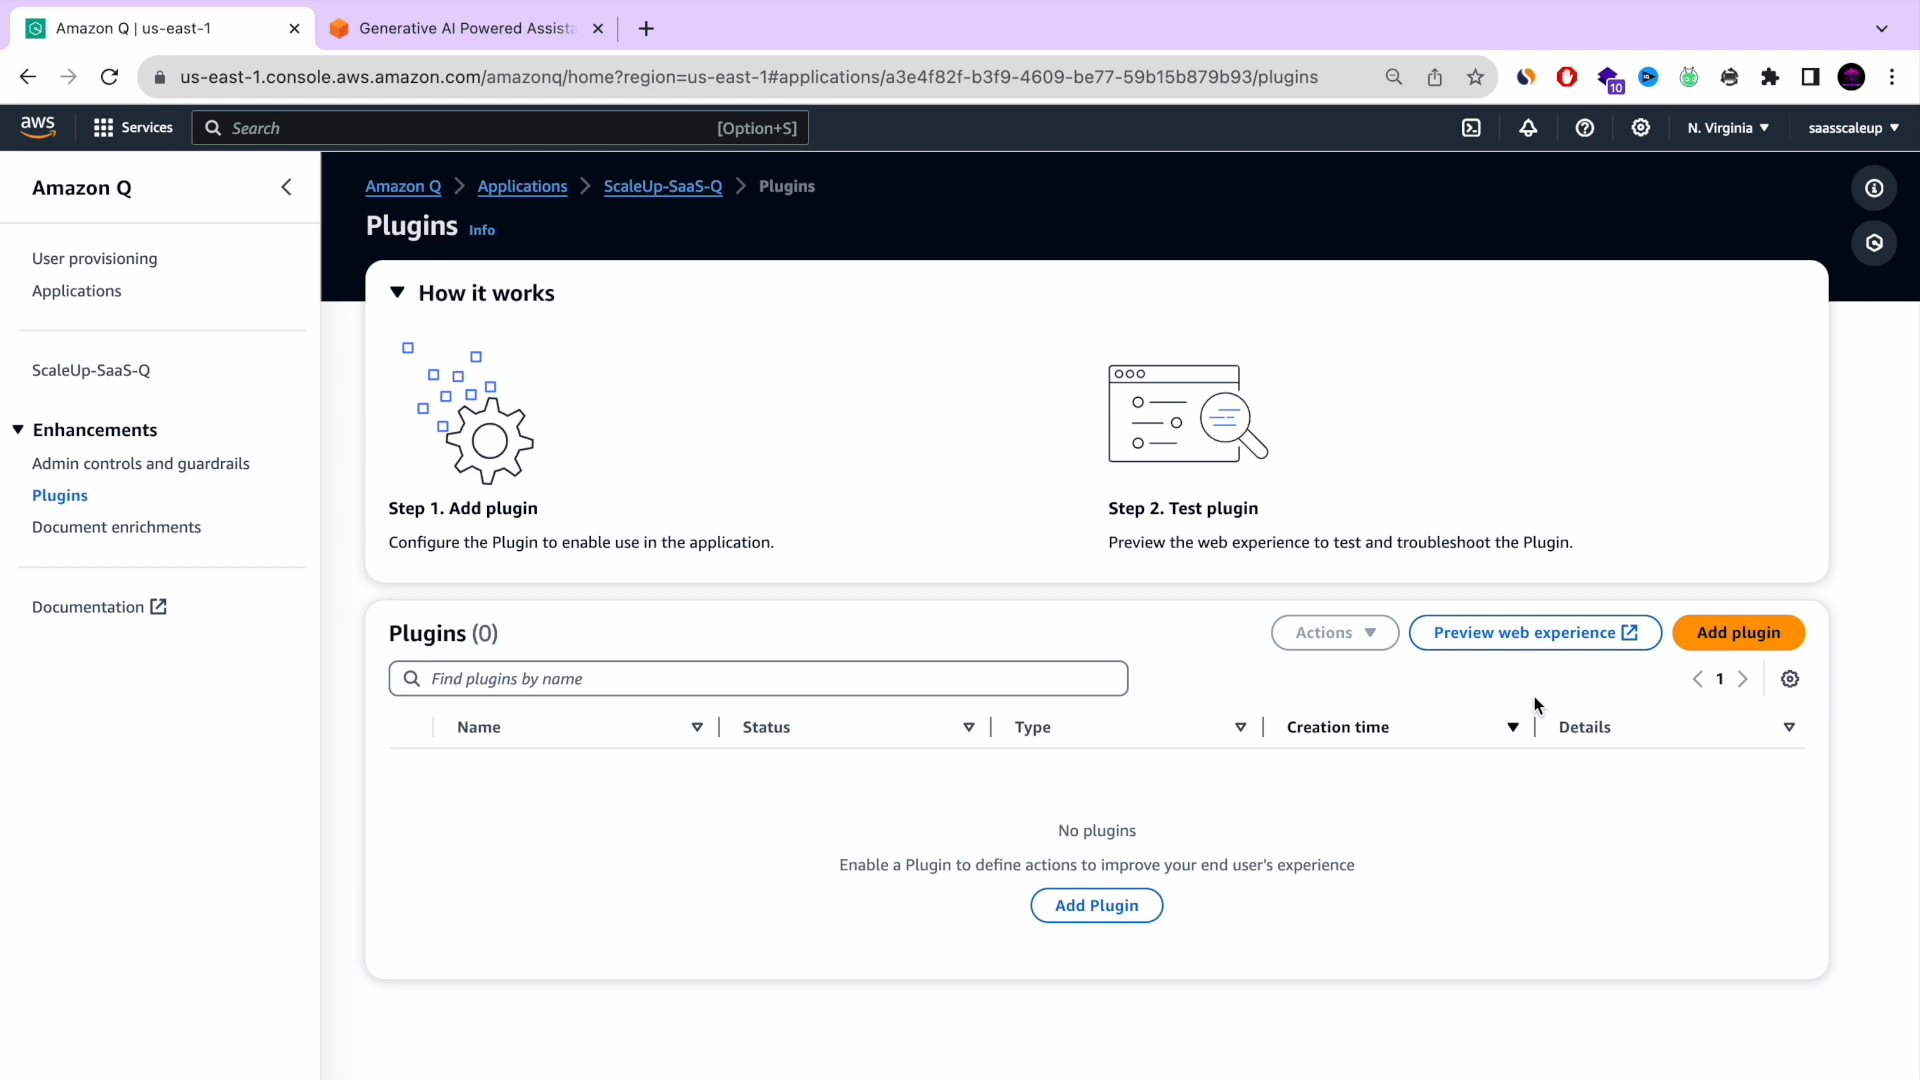 Amazon Q | us-east-1
Generative AI Powered Assista
us-east-1.console.aws.amazon.com/amazonq/home?region=us-east-1#applications/a3e4f82f-b3f9-4609-be77-59b15b879b93/plugins
10
aws
Services
Search
[Option+S]
N. Virginia
saasscaleup
Amazon Q
User provisioning
Applications
ScaleUp-SaaS-Q
Enhancements
Admin controls and guardrails
Plugins
Document enrichments
Documentation
Amazon Q
Applications
ScaleUp-SaaS-Q
Plugins
Plugins Info
How it works
Step 1. Add plugin
Configure the Plugin to enable use in the application.
Step 2. Test plugin
Preview the web experience to test and troubleshoot the Plugin.
Plugins (0)
Actions
Preview web experience
Add plugin
Find plugins by name
1
Name
Status
Type
Creation time
Details
No plugins
Enable a Plugin to define actions to improve your end user's experience
Add Plugin